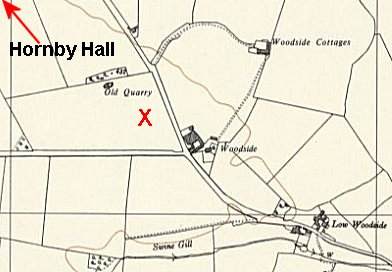 Woodside Cottages
Hornby Hall
Old Quarry
X
Woodside
Low Woodside
Swine Gill
W